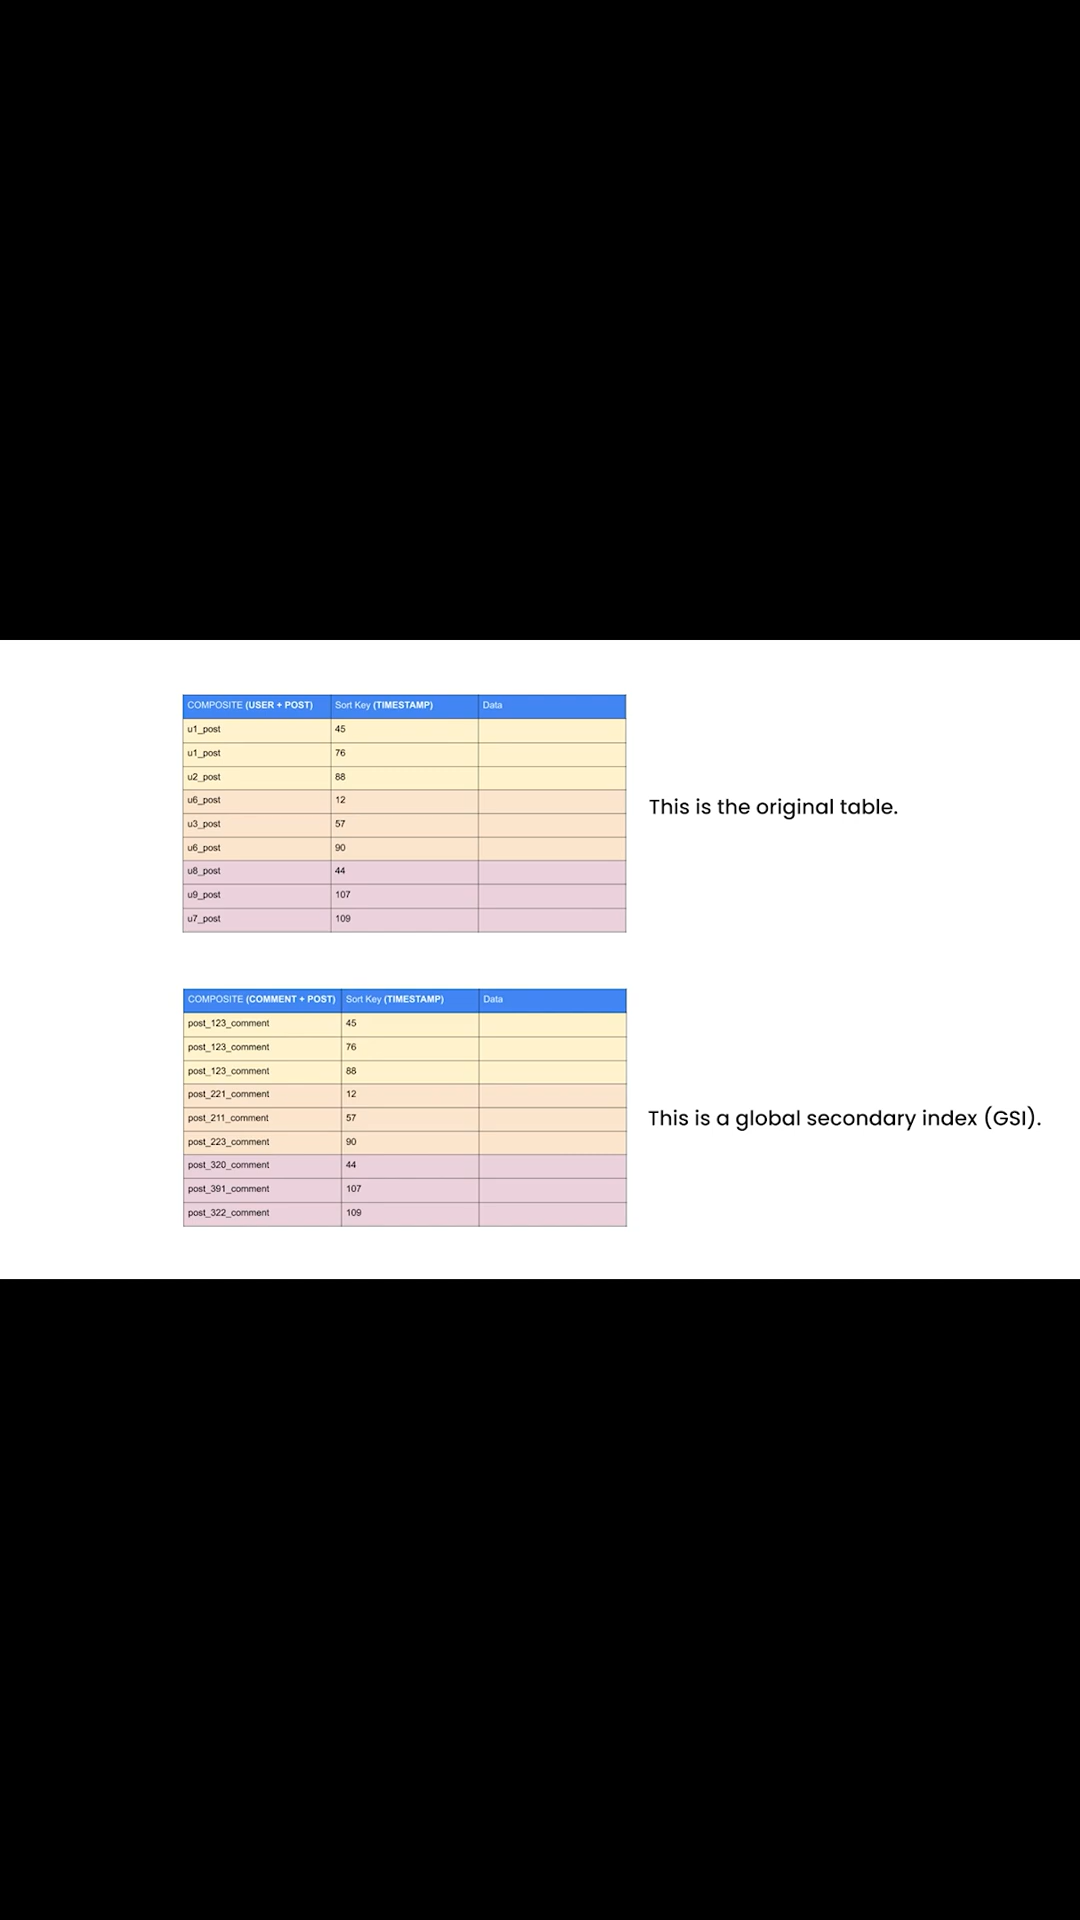 COMPOSITE (USER + POST) Sort Key (TIMESTAMP) Data
u1_post 45
u1_post 76
u2_post 88
u6_post 12
u3_post 57
u6_post 90
u8_post 44
u9_post 107
u7_post 109
This is the original table.
COMPOSITE (COMMENT + POST) Sort Key (TIMESTAMP) Data
post_123_comment 45
post_123_comment 76
post_123_comment 88
post_221_comment 12
post_211_comment 57
post_223_comment 90
post_320_comment 44
post_391_comment 107
post_322_comment 109
This is a global secondary index (GSI).